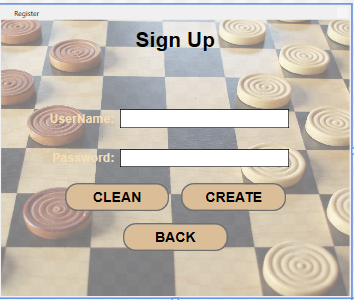 Register
Sign Up
UserName:
Password:
CLEAN CREATE
BACK